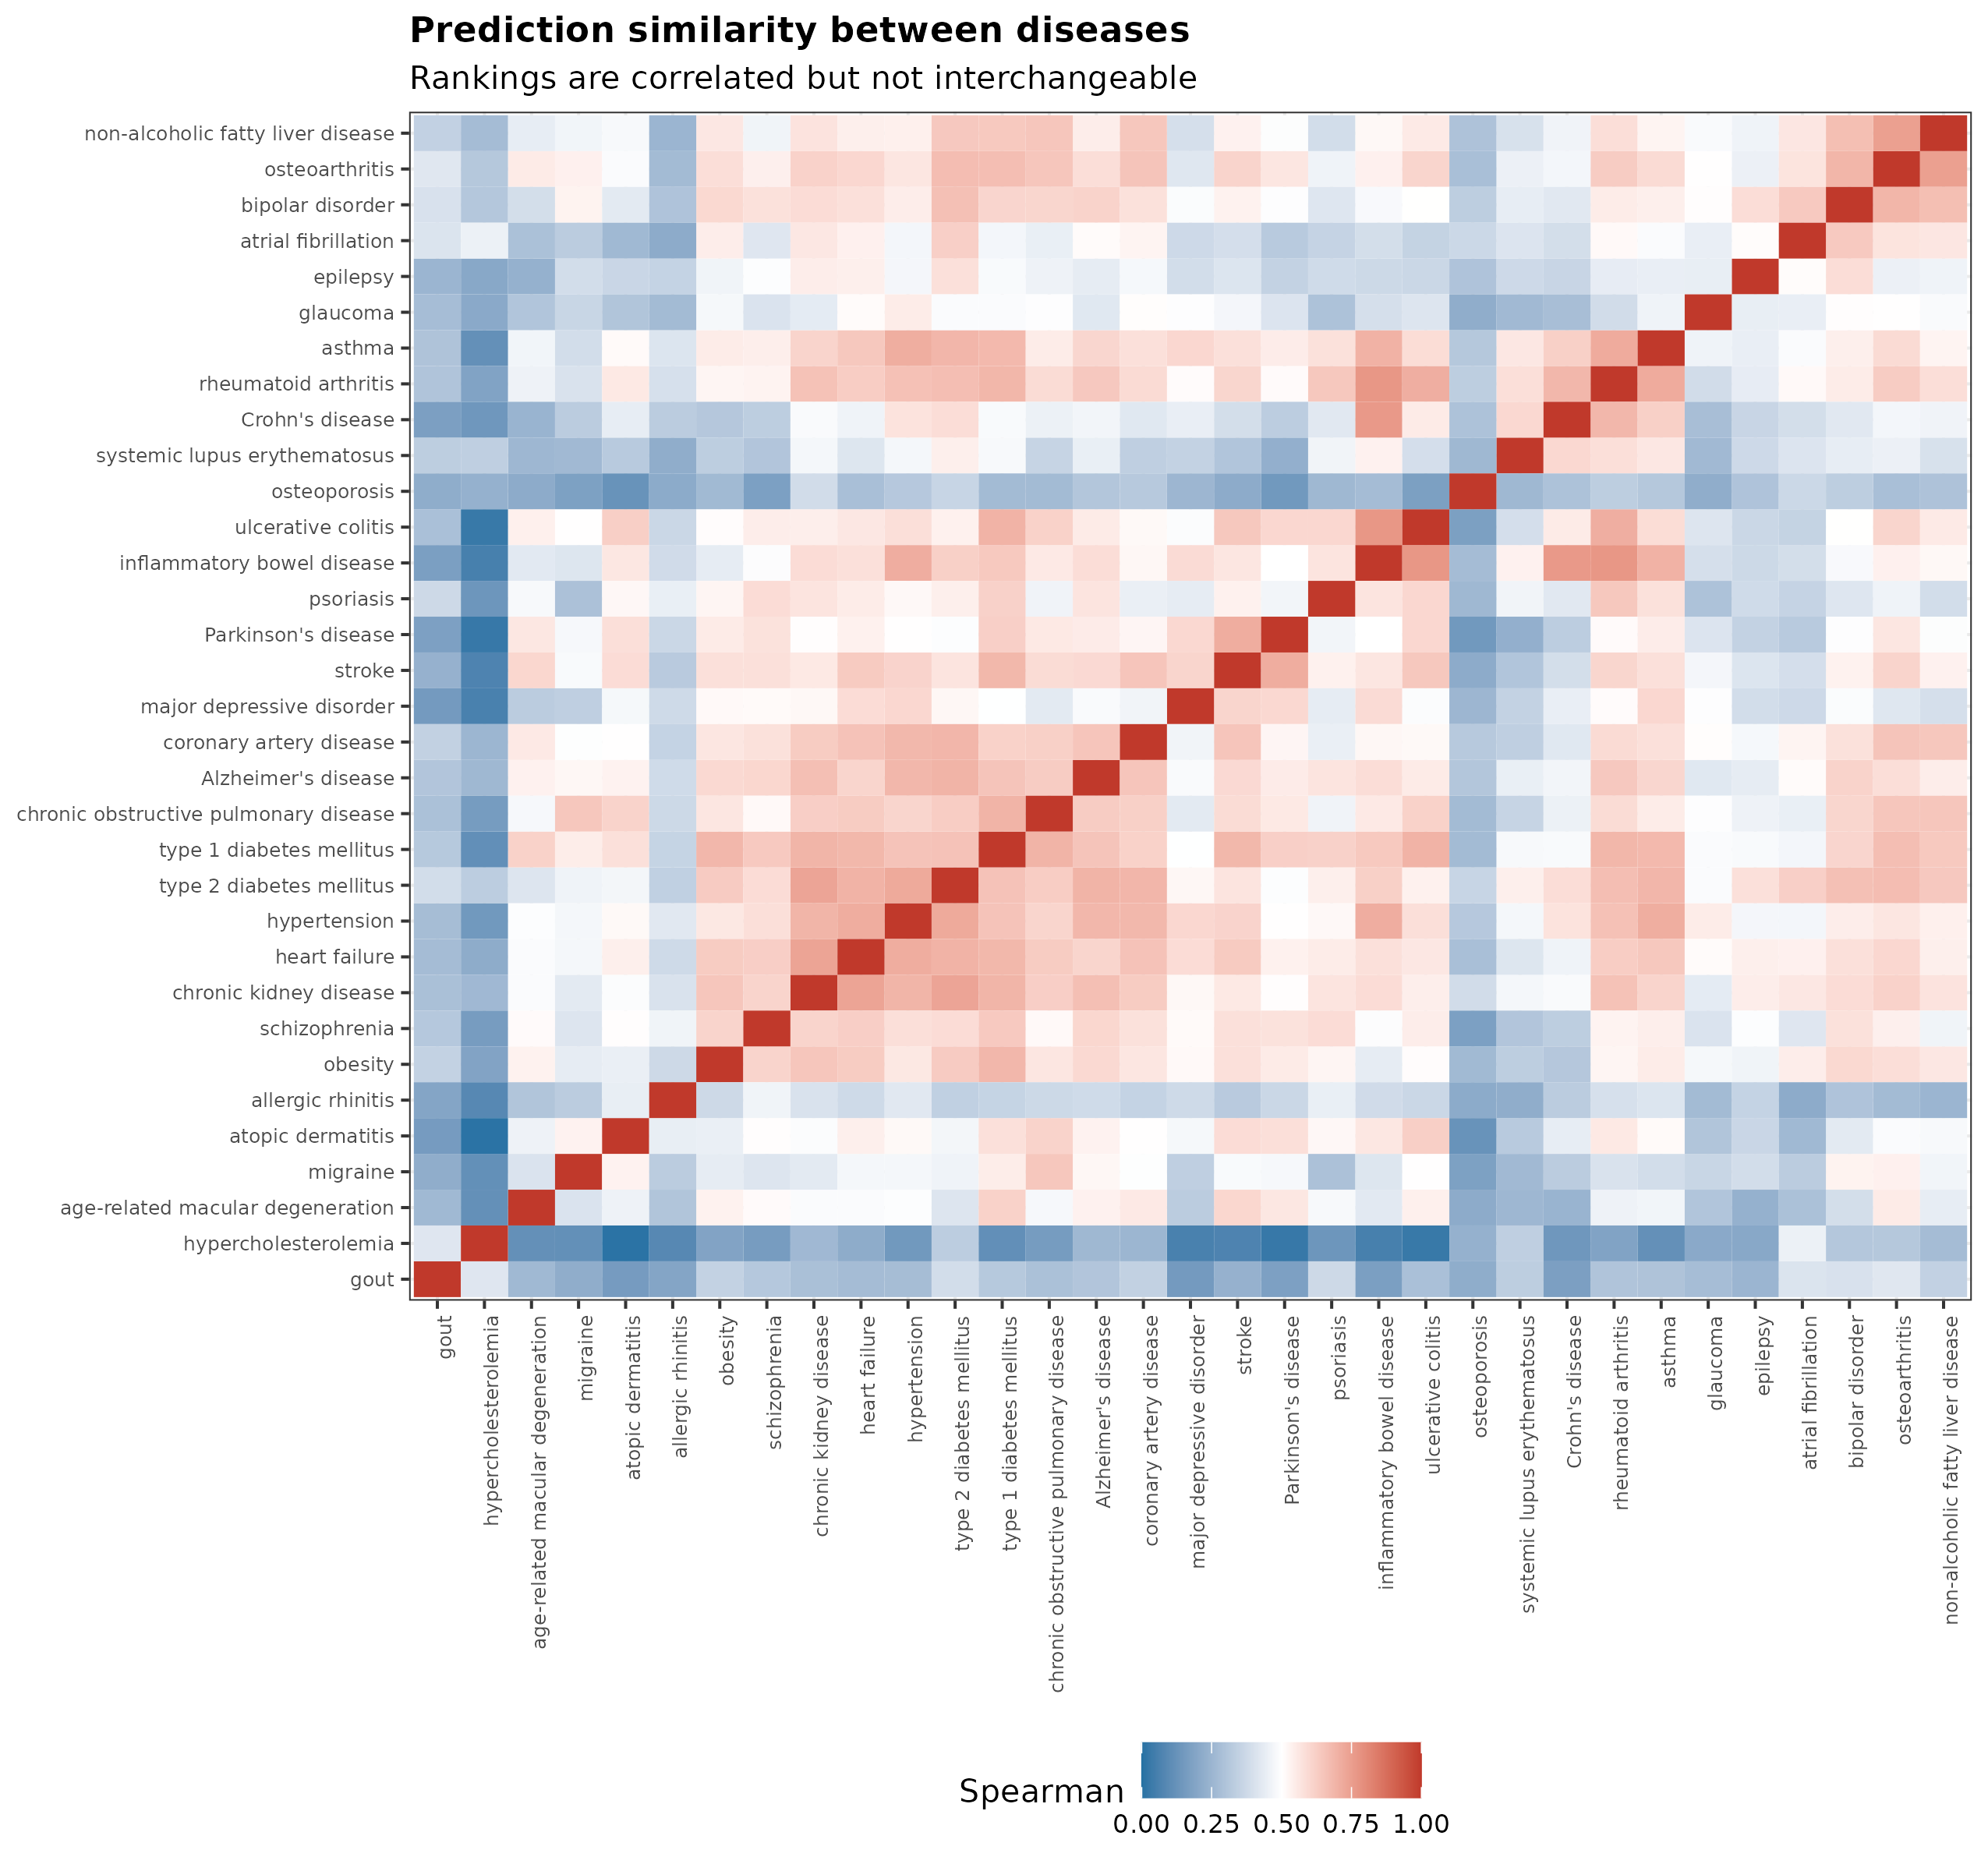 Prediction similarity between diseases
Rankings are correlated but not interchangeable
non-alcoholic fatty liver disease
osteoarthritis
bipolar disorder
atrial fibrillation
epilepsy
glaucoma
asthma
rheumatoid arthritis
Crohn's disease
systemic lupus erythematosus
osteoporosis
ulcerative colitis
inflammatory bowel disease
psoriasis
Parkinson's disease
stroke
major depressive disorder
coronary artery disease
Alzheimer's disease
chronic obstructive pulmonary disease
type 1 diabetes mellitus
type 2 diabetes mellitus
hypertension
heart failure
chronic kidney disease
schizophrenia
obesity
allergic rhinitis
atopic dermatitis
migraine
age-related macular degeneration
hypercholesterolemia
gout
gout
hypercholesterolemia
age-related macular degeneration
migraine
atopic dermatitis
allergic rhinitis
obesity
schizophrenia
chronic kidney disease
heart failure
hypertension
type 2 diabetes mellitus
type 1 diabetes mellitus
chronic obstructive pulmonary disease
Alzheimer's disease
coronary artery disease
major depressive disorder
stroke
Parkinson's disease
psoriasis
inflammatory bowel disease
ulcerative colitis
osteoporosis
systemic lupus erythematosus
Crohn's disease
rheumatoid arthritis
asthma
glaucoma
epilepsy
atrial fibrillation
bipolar disorder
osteoarthritis
non-alcoholic fatty liver disease
Spearman
0.00 0.25 0.50 0.75 1.00